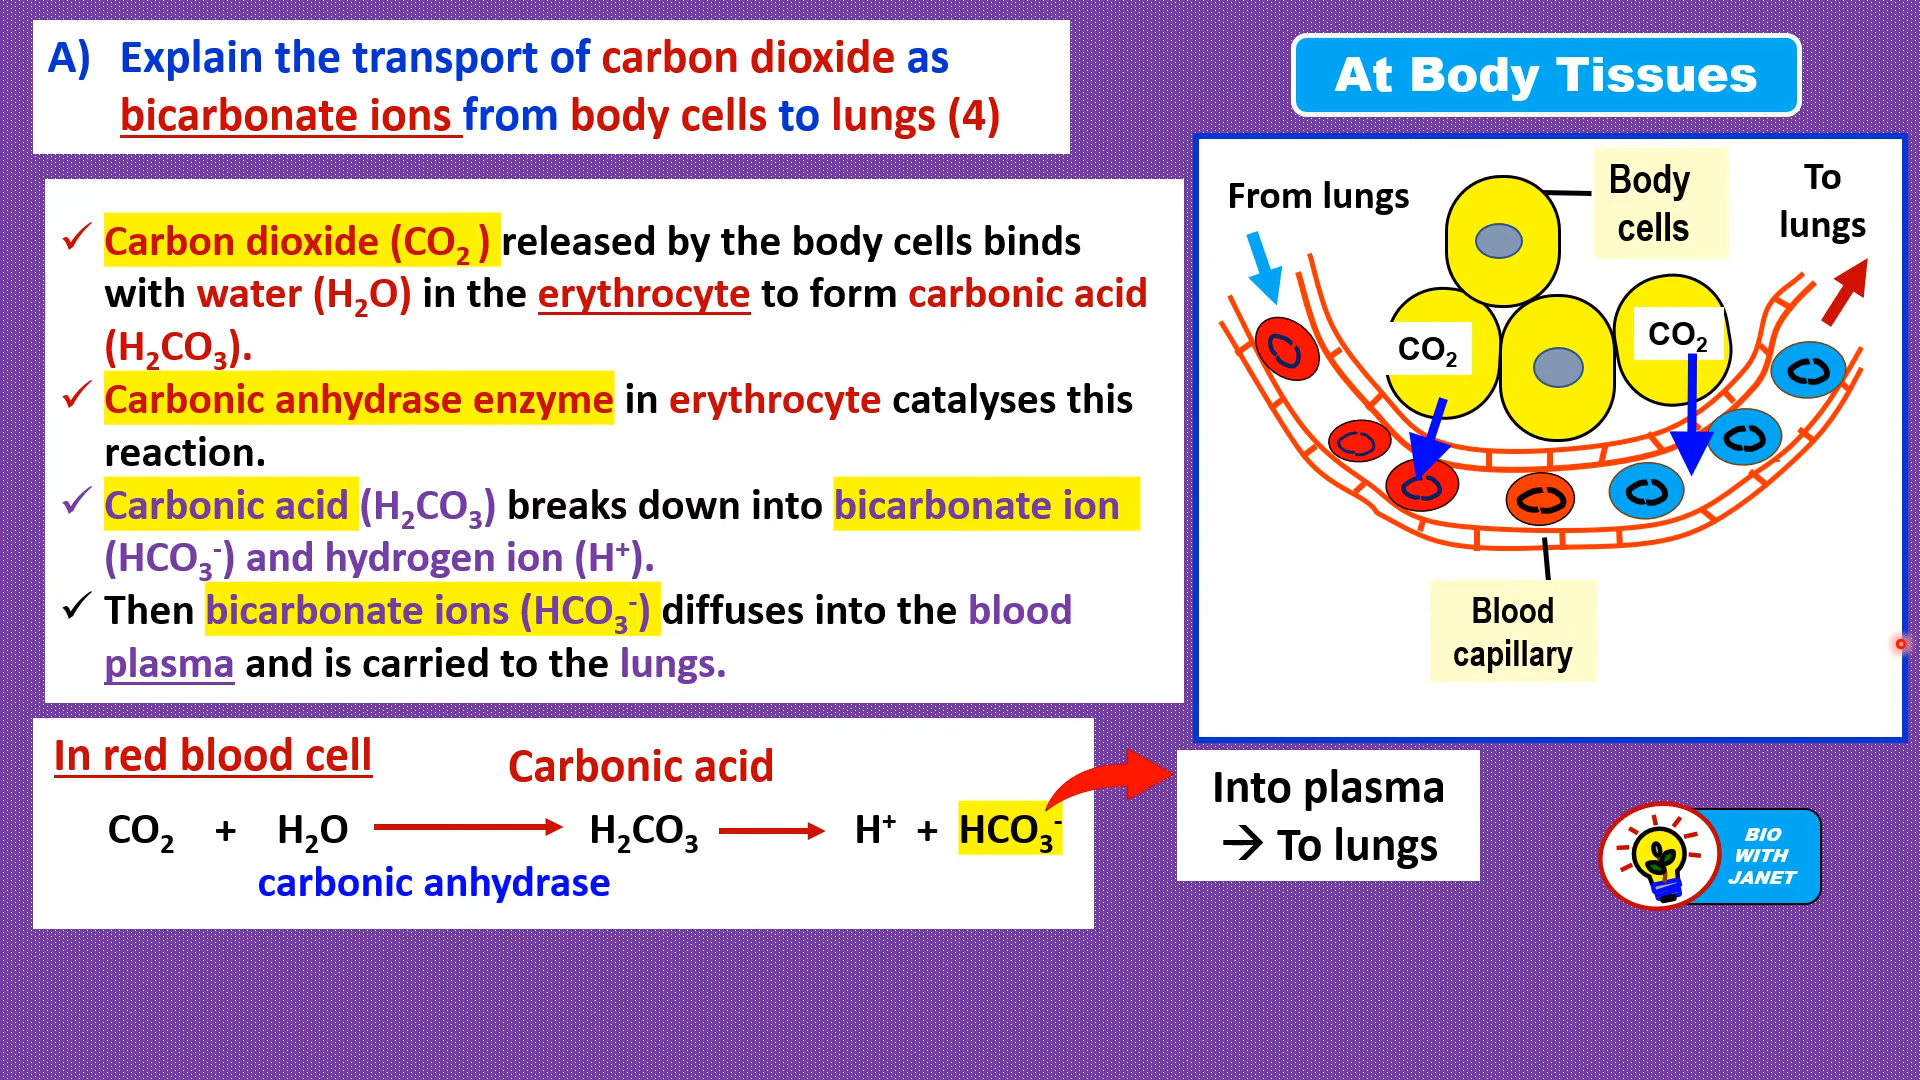 A) Explain the transport of carbon dioxide as
bicarbonate ions from body cells to lungs (4)
At Body Tissues
✓ Carbon dioxide (CO₂ ) released by the body cells binds
with water (H₂O) in the erythrocyte to form carbonic acid
(H₂CO₃).
✓ Carbonic anhydrase enzyme in erythrocyte catalyses this
reaction.
✓ Carbonic acid (H₂CO₃) breaks down into bicarbonate ion
(HCO₃⁻) and hydrogen ion (H⁺).
✓ Then bicarbonate ions (HCO₃⁻) diffuses into the blood
plasma and is carried to the lungs.
From lungs
Body
cells
To
lungs
CO₂
CO₂
Blood
capillary
In red blood cell
Carbonic acid
CO₂ + H₂O → H₂CO₃ → H⁺ + HCO₃⁻
carbonic anhydrase
Into plasma
→ To lungs
BIO
WITH
JANET